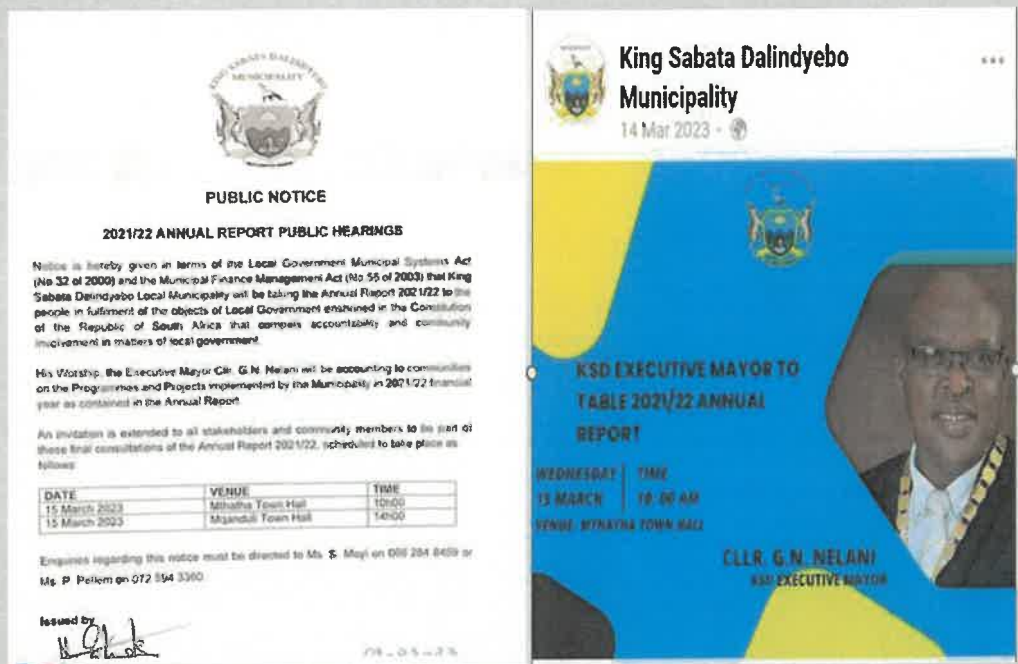 KING SABATA DALINDYEBO
MUNICIPALITY
PUBLIC NOTICE
2021/22 ANNUAL REPORT PUBLIC HEARINGS
Notice is hereby given in terms of the Local Government Municipal Systems Act
(No 32 of 2000) and the Municipal Finance Management Act (No 56 of 2003) that King
Sabata Dalindyebo Local Municipality will be taking the Annual Report 2021/22 to the
people in fulfilment of the objects of Local Government enshrined in the Constitution
of the Republic of South Africa that compels accountability and community
involvement in matters of local government.
His Worship, the Executive Mayor Cllr. G.N. Nelani will be accounting to communities
on the Programmes and Projects implemented by the Municipality in 2021/22 financial
year as contained in the Annual Report
An invitation is extended to all stakeholders and community members to be part of
these final consultations of the Annual Report 2021/22, scheduled to take place as
follows:
DATE VENUE TIME
15 March 2023 Mthatha Town Hall 10h00
15 March 2023 Mqanduli Town Hall 14h00
Enquiries regarding this notice must be directed to Ms. S. Moyi on or
Ms. P. Pellem on 072 594 3360
Issued by
King Sabata Dalindyebo
Municipality
14 Mar 2023
KSD EXECUTIVE MAYOR TO
TABLE 2021/22 ANNUAL
REPORT
WEDNESDAY TIME
15 MARCH 10:00 AM
VENUE: MTHATHA TOWN HALL
CLLR. G.N. NELANI
KSD EXECUTIVE MAYOR